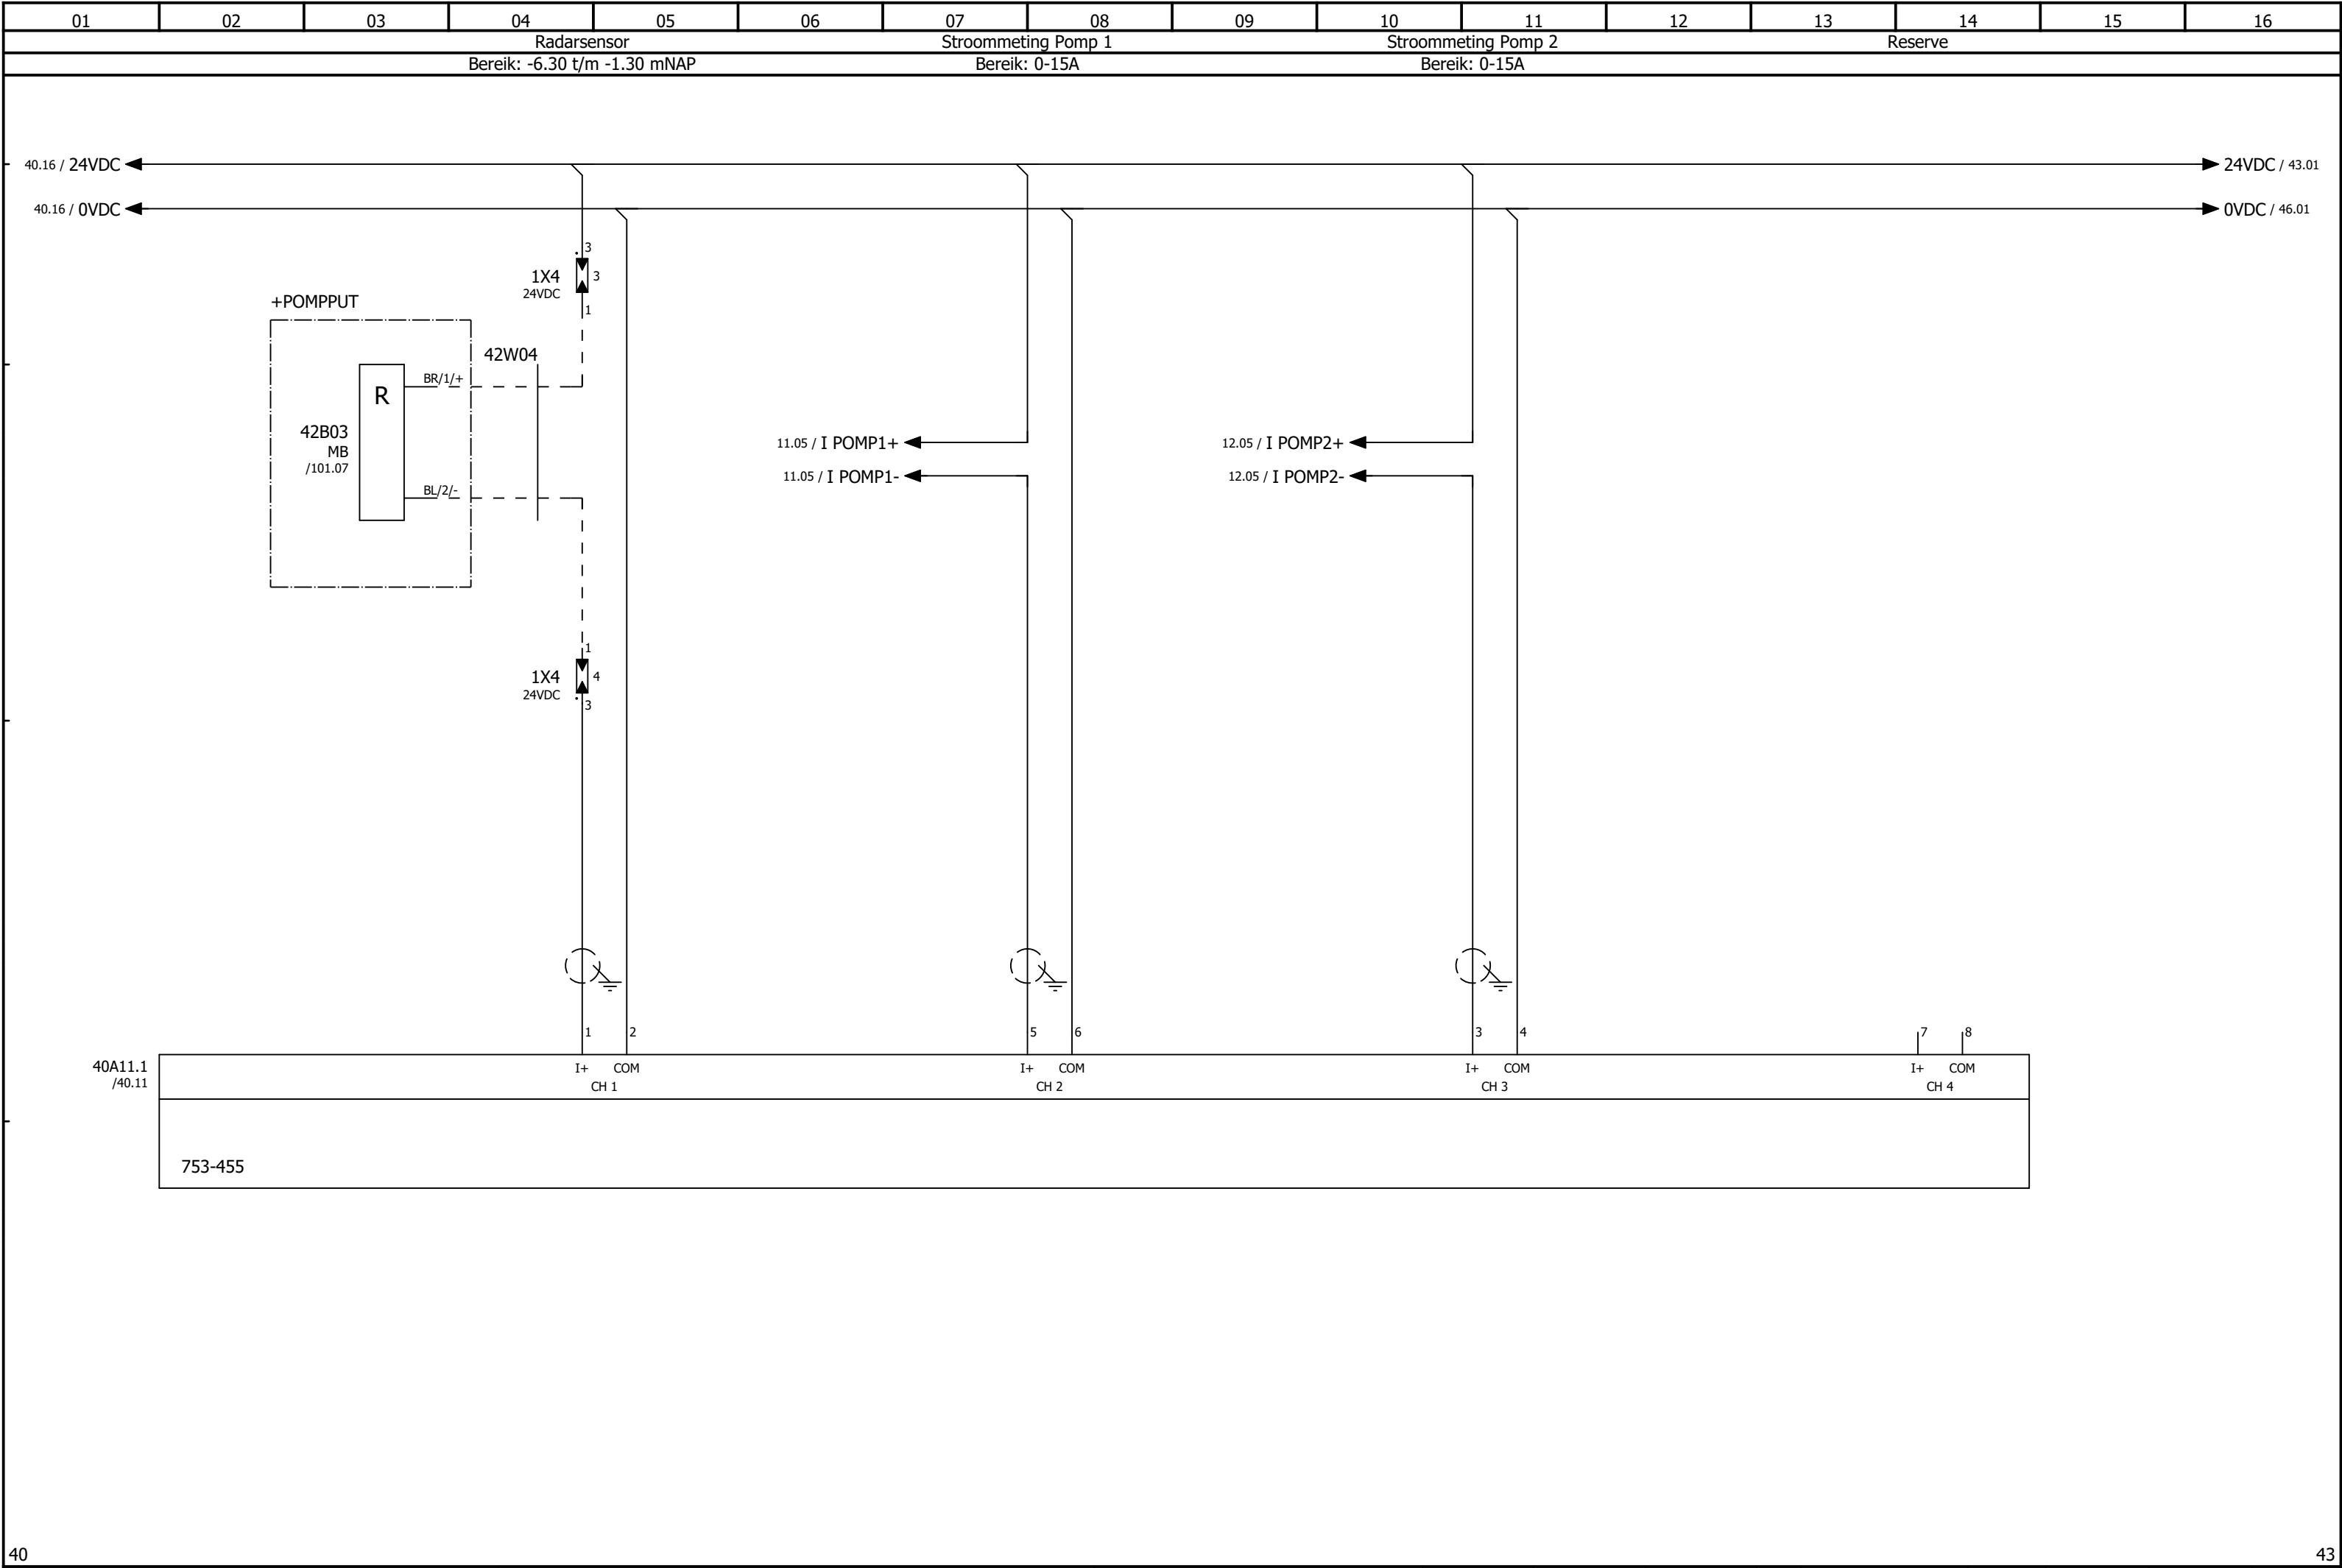 01 02 03 04 05 06 07 08 09 10 11 12 13 14 15 16
Radarsensor Stroommeting Pomp 1 Stroommeting Pomp 2 Reserve
Bereik: -6.30 t/m -1.30 mNAP Bereik: 0-15A Bereik: 0-15A
40.16 / 24VDC 24VDC / 43.01
40.16 / 0VDC 0VDC / 46.01
3
1X4 3
24VDC
1
+POMPPUT
42W04
BR/1/+
R
42B03
MB
/101.07
BL/2/-
11.05 / I POMP1+ 12.05 / I POMP2+
11.05 / I POMP1- 12.05 / I POMP2-
1
1X4 4
24VDC
3
1 2 5 6 3 4 7 8
40A11.1 I+ COM I+ COM I+ COM I+ COM
/40.11 CH 1 CH 2 CH 3 CH 4
753-455
40 43